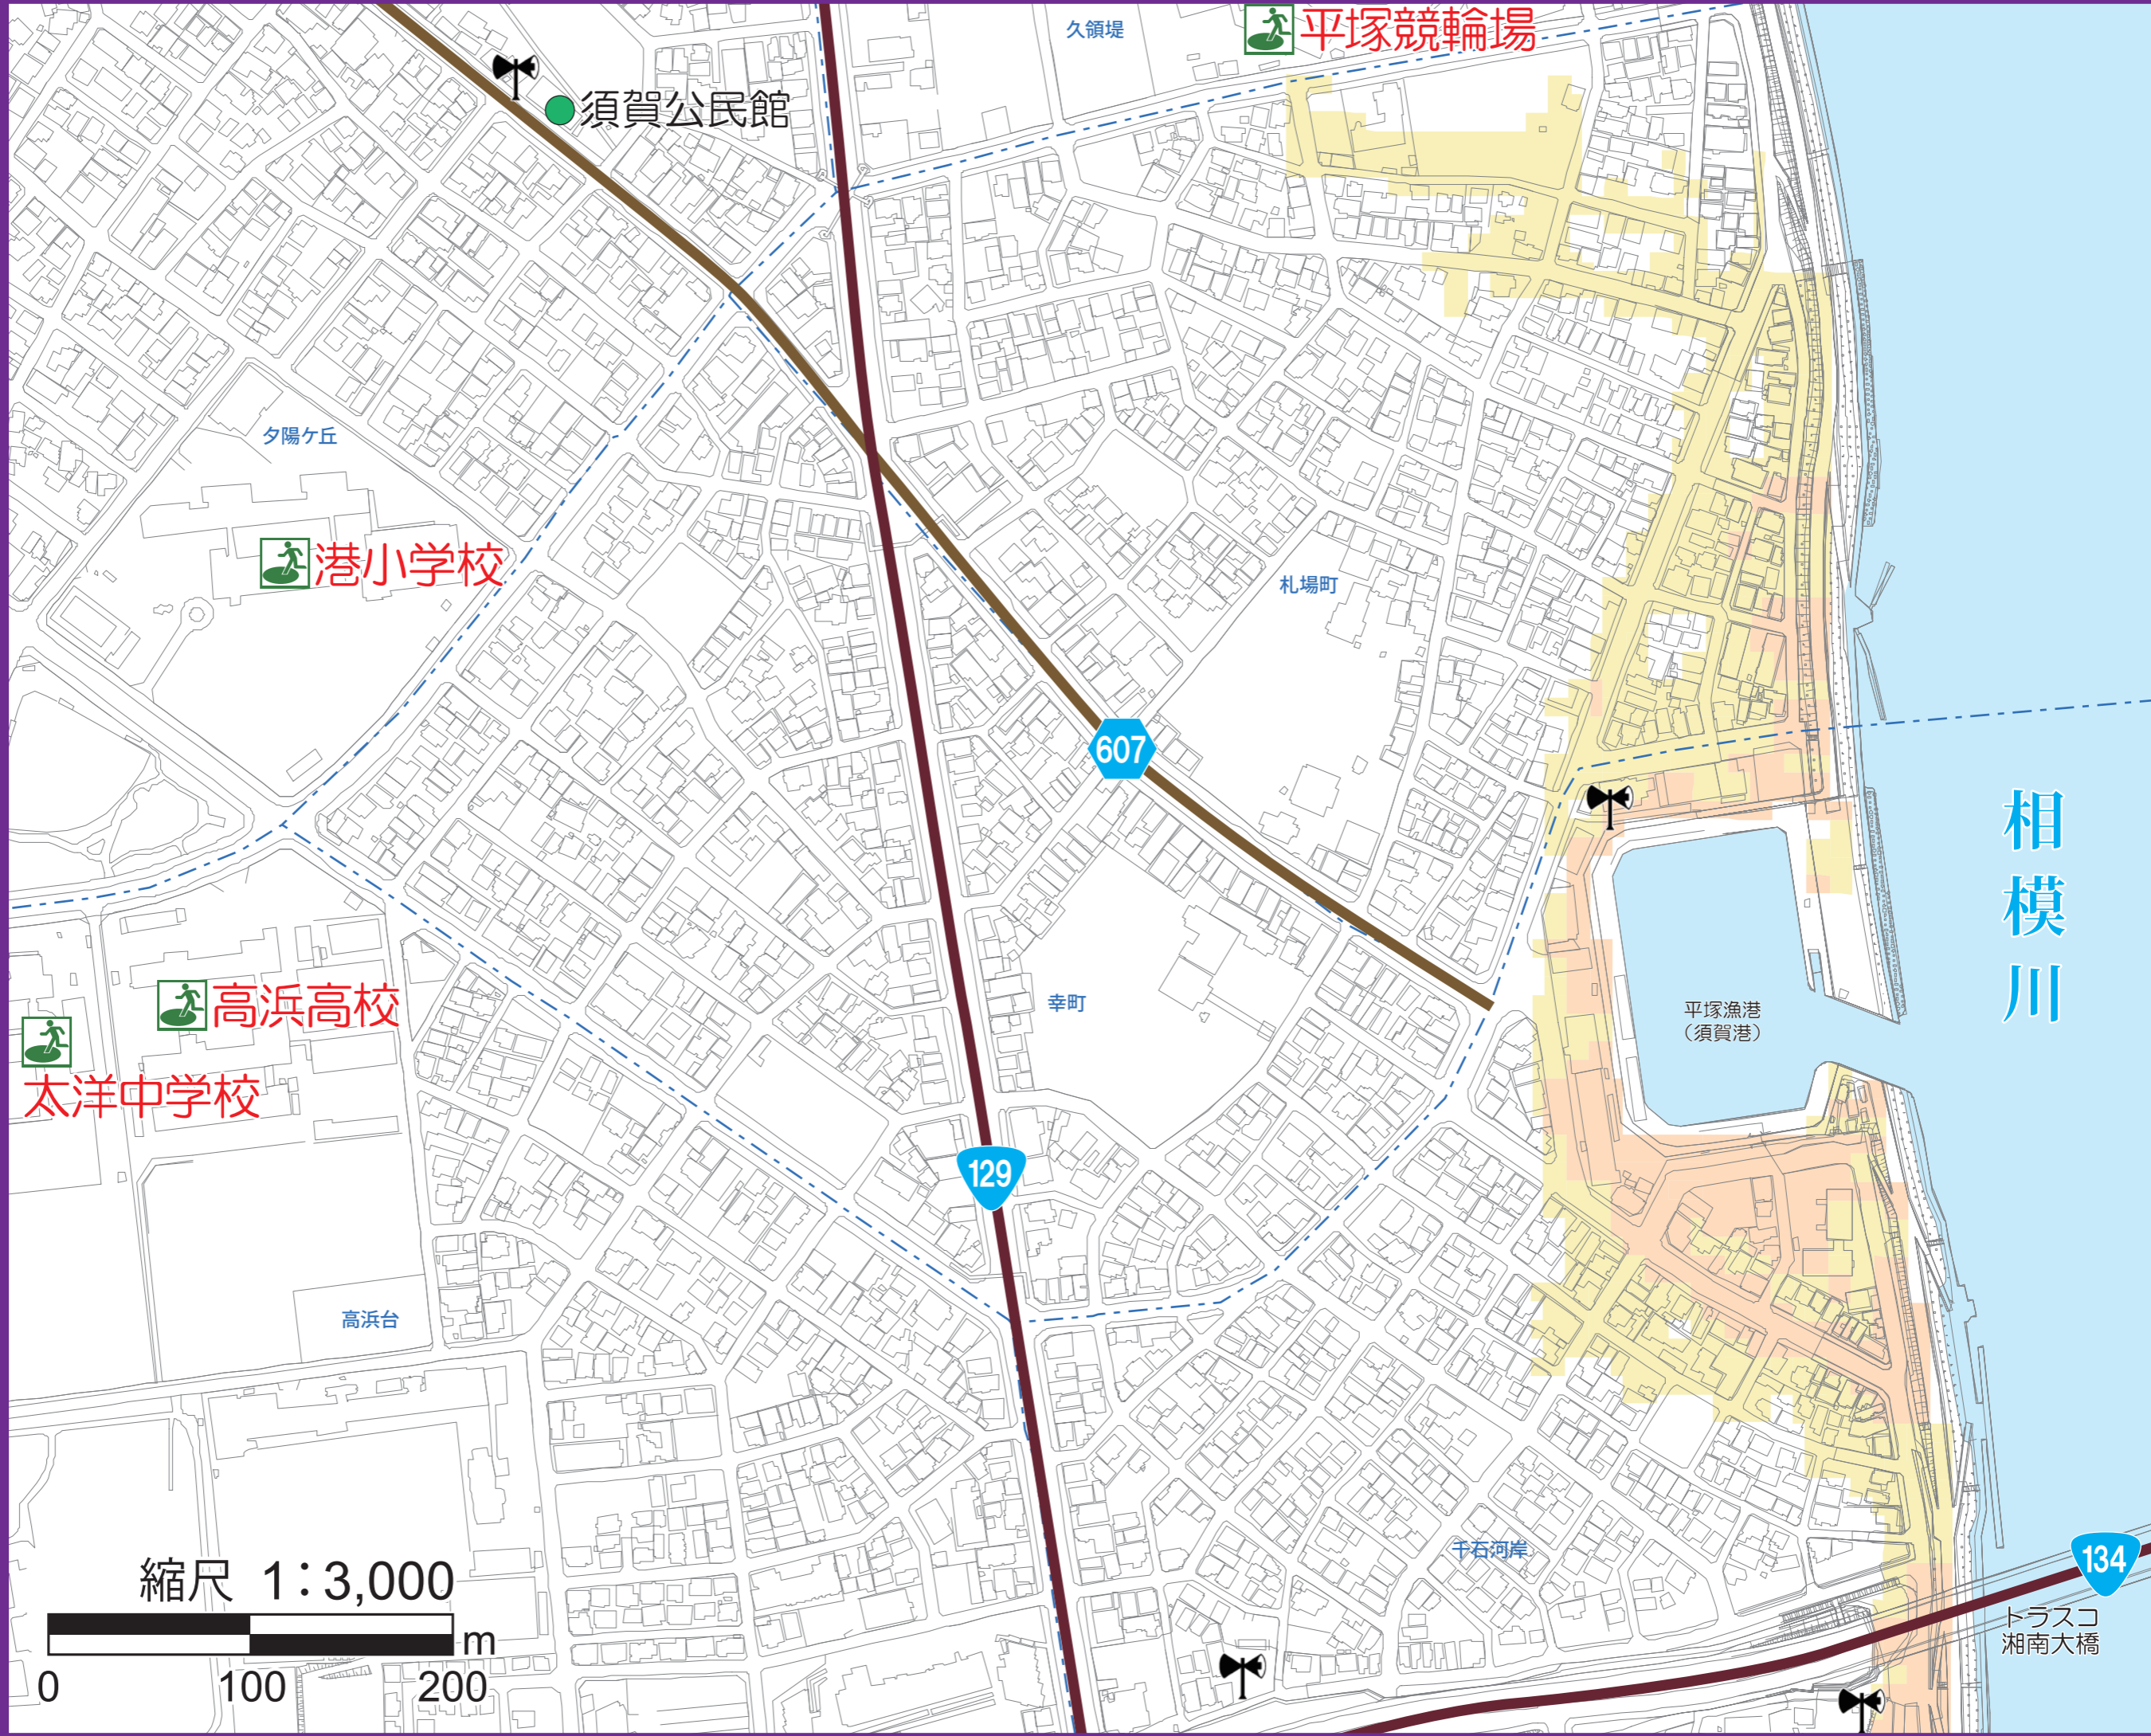 久領堤
平塚競輪場
須賀公民館
夕陽ケ丘
港小学校
札場町
607
相模川
高浜高校
幸町
平塚漁港
（須賀港）
太洋中学校
129
高浜台
千石河岸
134
トラスコ
湘南大橋
縮尺 1：3,000
m
0 100 200